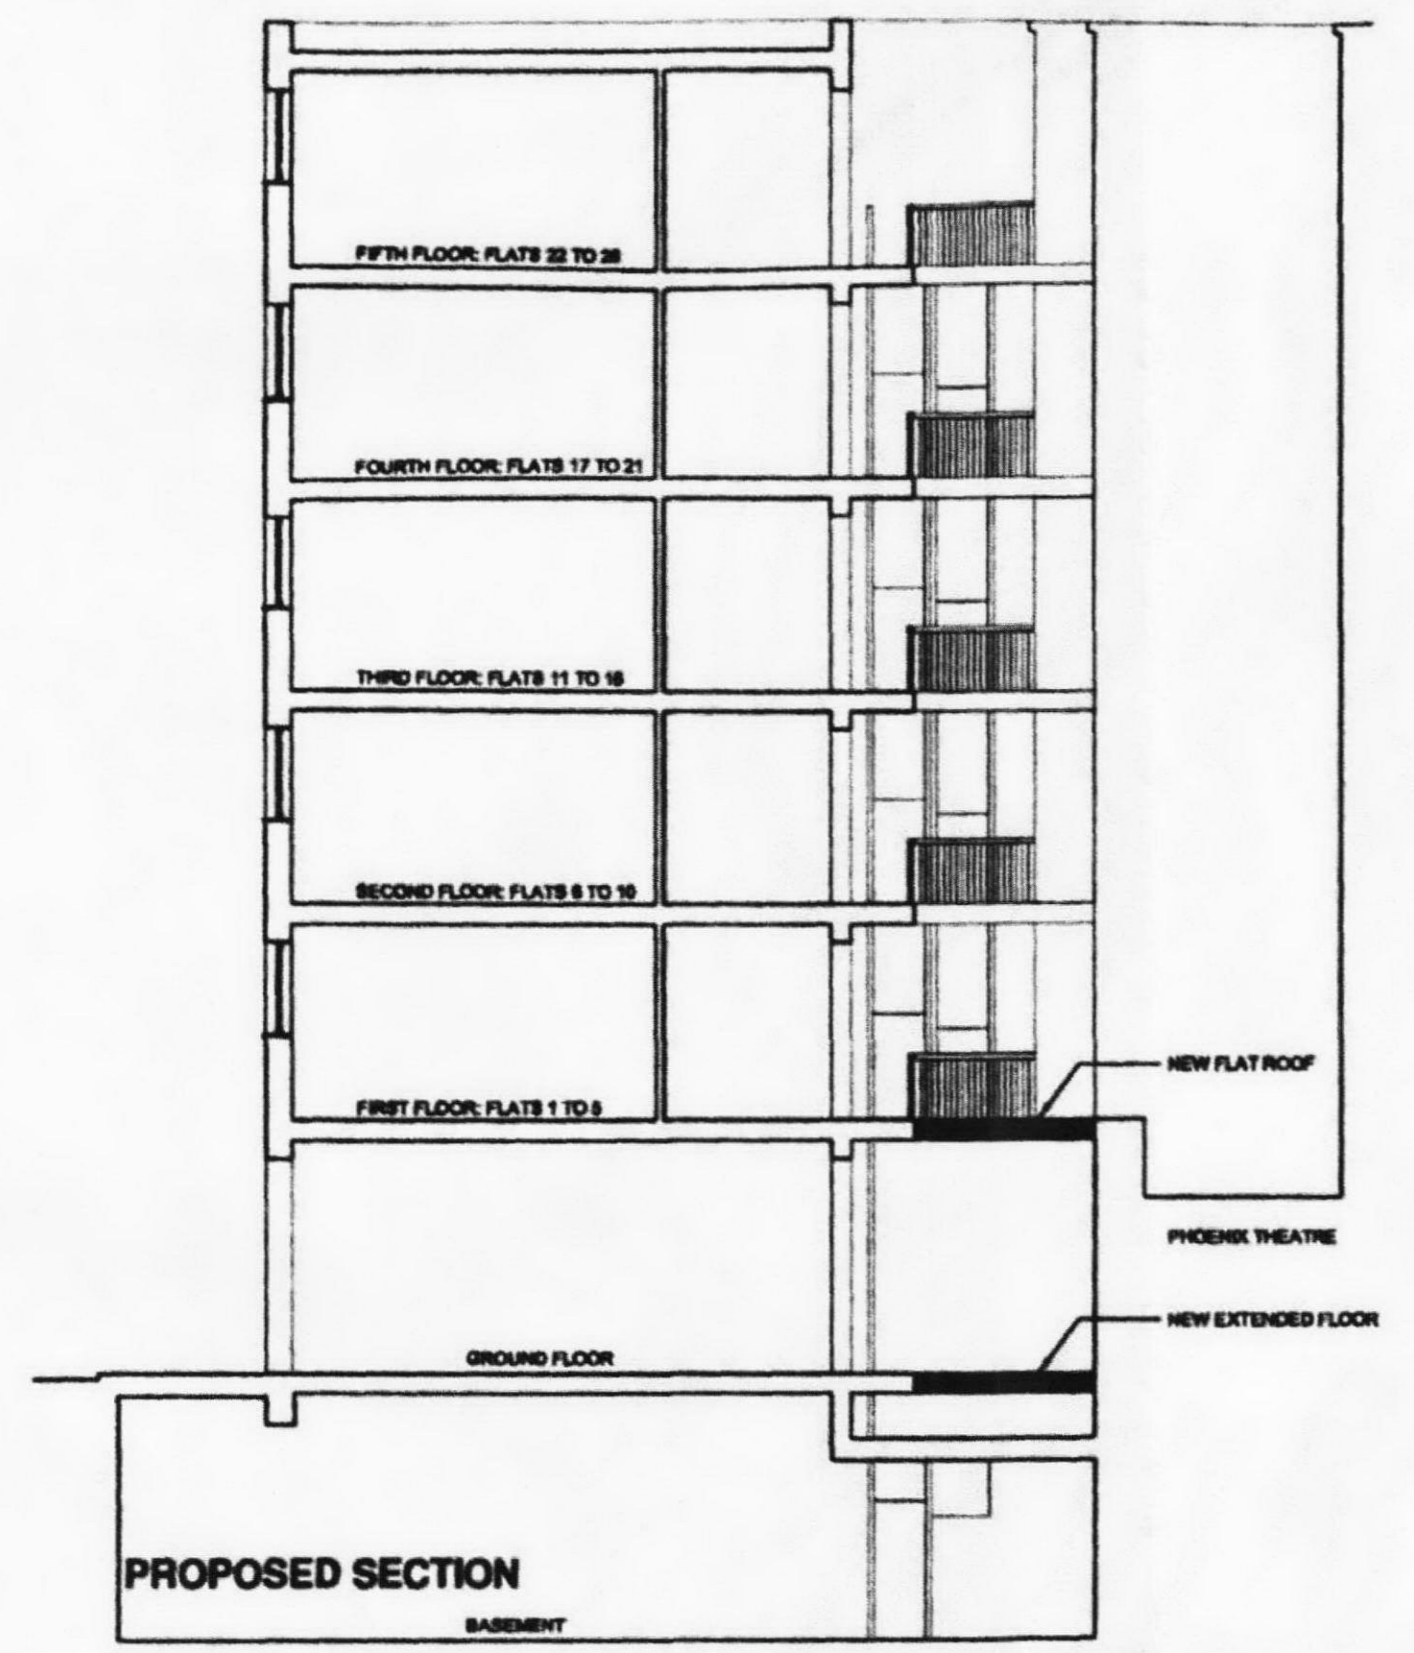 FIFTH FLOOR: FLATS 22 TO
FOURTH FLOOR: FLATS 17 TO 21
THIRD FLOOR: FLATS 11 TO 16
SECOND FLOOR: FLATS 6 TO 10
NEW FLAT ROOF
FIRST FLOOR: FLATS 1 TO 5
PHOENIX THEATRE
NEW EXTENDED FLOOR
GROUND FLOOR
PROPOSED SECTION
BASEMENT